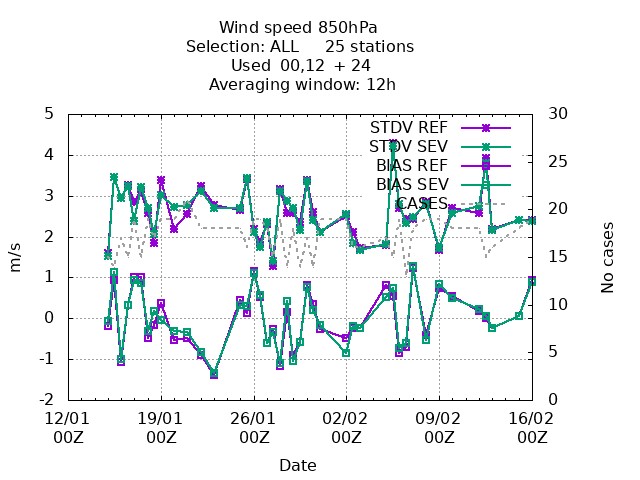 Wind speed 850hPa
Selection: ALL 25 stations
Used 00,12 + 24
Averaging window: 12h
5
4
3
2
1
0
-1
-2
m/s
30
25
20
15
10
5
0
No cases
STDV REF
STDV SEV
BIAS REF
BIAS SEV
CASES
12/01 19/01 26/01 02/02 09/02 16/02
00Z 00Z 00Z 00Z 00Z 00Z
Date